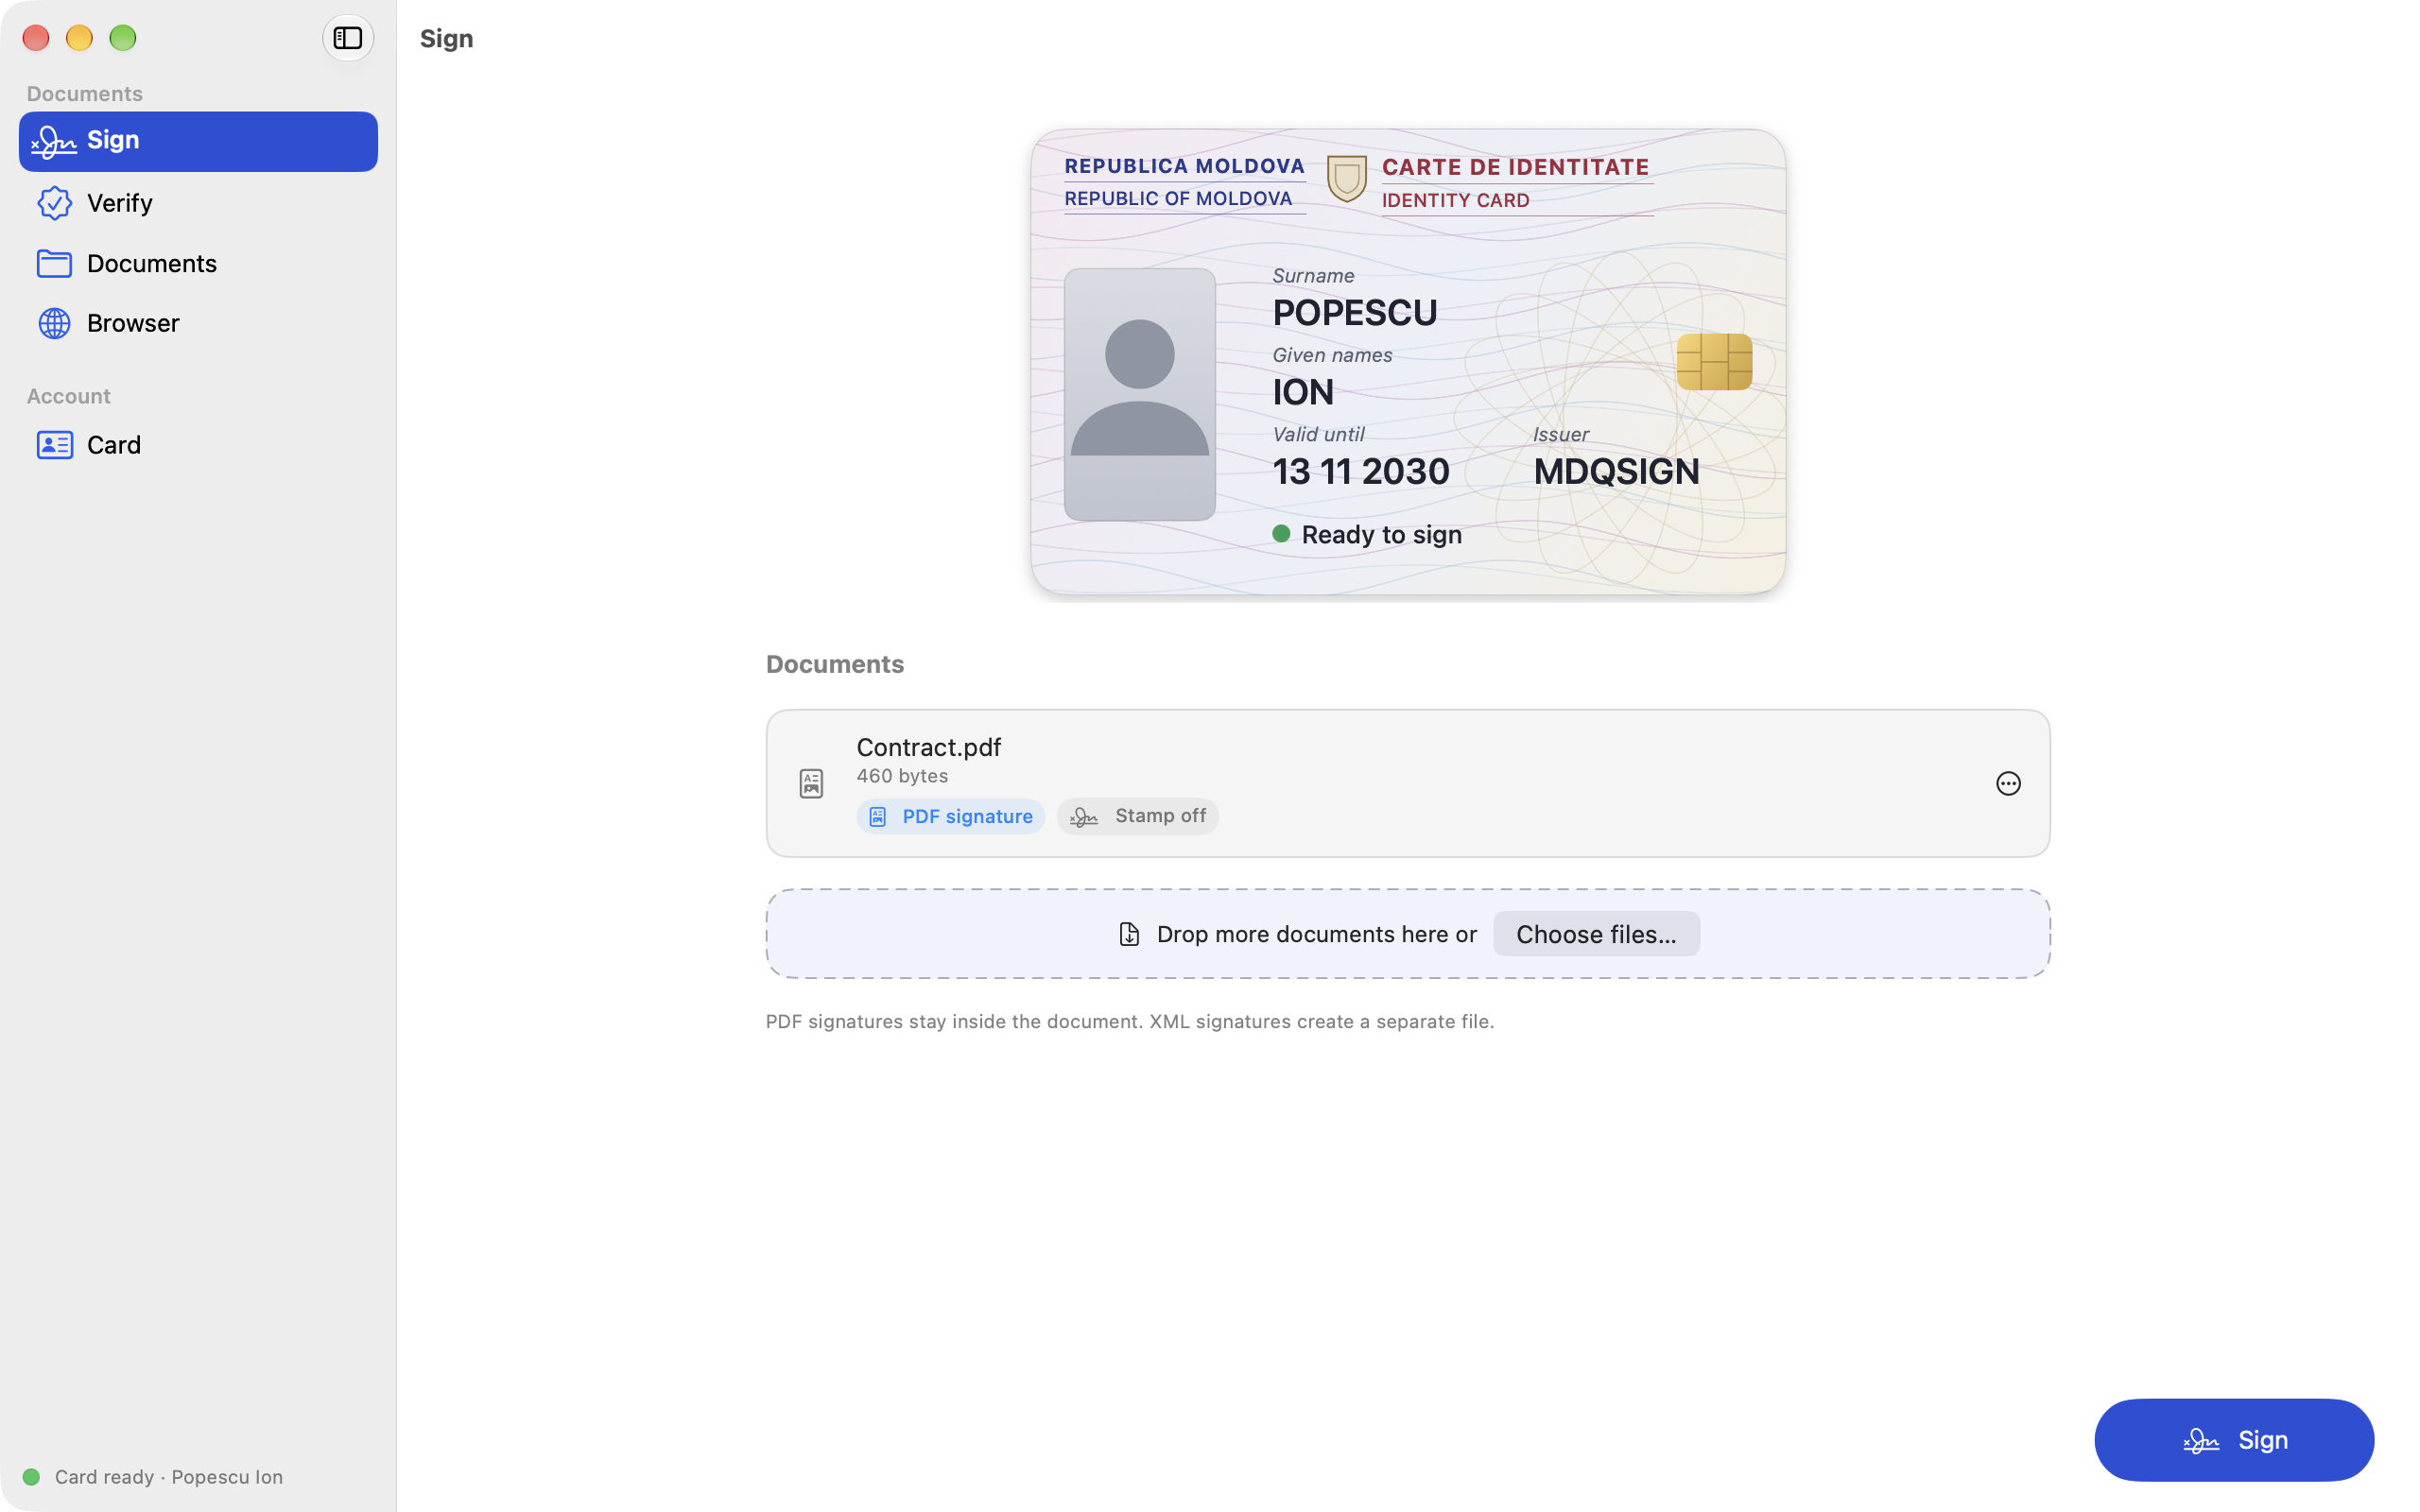 Sign
Documents
Sign
Verify
Documents
Browser
Account
Card
Card ready · Popescu Ion
REPUBLICA MOLDOVA
REPUBLIC OF MOLDOVA
CARTE DE IDENTITATE
IDENTITY CARD
Surname
POPESCU
Given names
ION
Valid until
13 11 2030
Issuer
MDQSIGN
Ready to sign
Documents
Contract.pdf
460 bytes
PDF signature
Stamp off
Drop more documents here or
Choose files...
PDF signatures stay inside the document. XML signatures create a separate file.
Sign